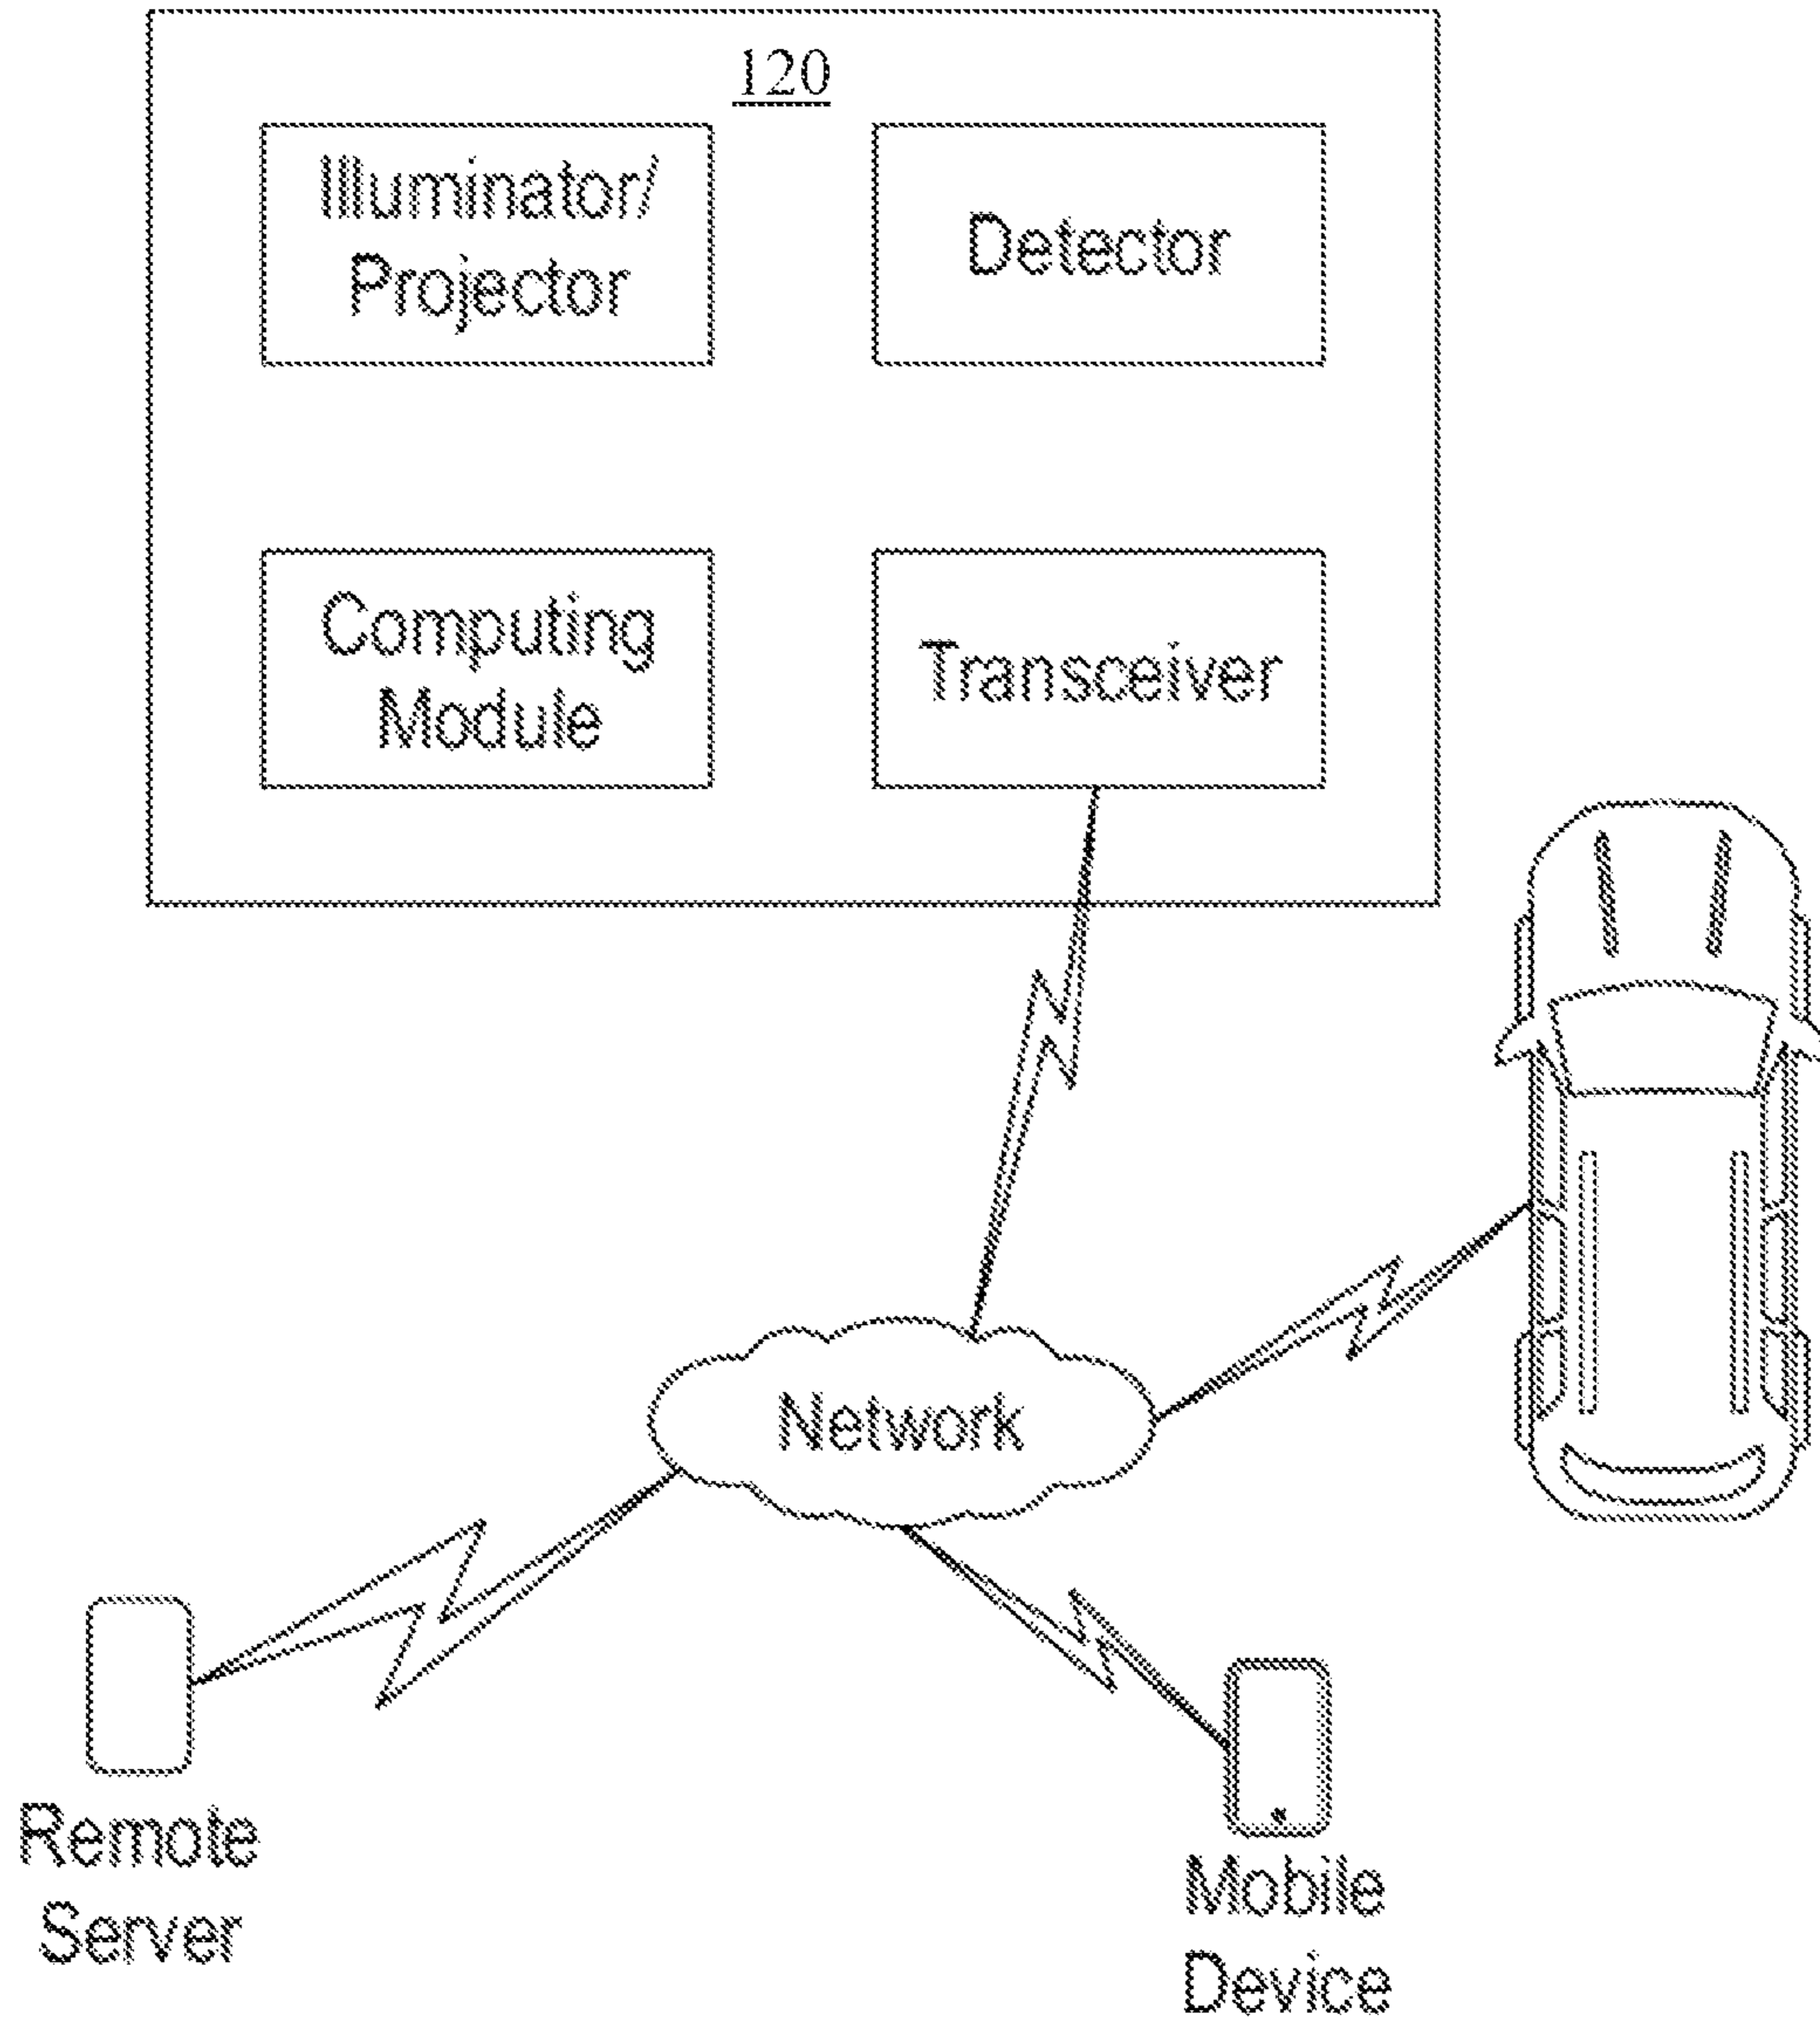 120
Illuminator/
Projector
Detector
Computing
Module
Transceiver
Network
Remote
Server
Mobile
Device